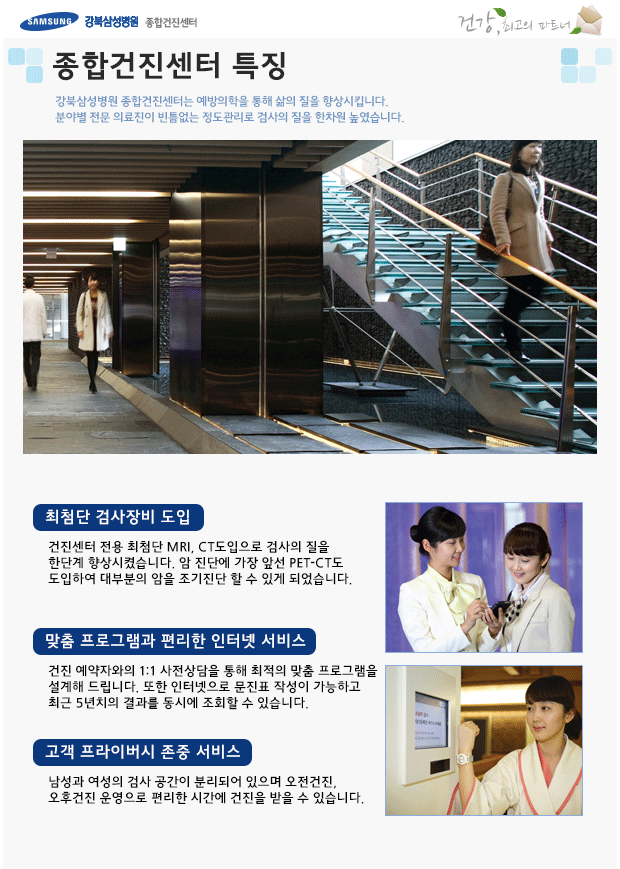 SAMSUNG 강북삼성병원 종합건진센터
건강, 최고의 파트너
종합건진센터 특징
강북삼성병원 종합건진센터는 예방의학을 통해 삶의 질을 향상시킵니다.
분야별 전문 의료진이 빈틈없는 정도관리로 검사의 질을 한차원 높였습니다.
최첨단 검사장비 도입
건진센터 전용 최첨단 MRI, CT도입으로 검사의 질을
한단계 향상시켰습니다. 암 진단에 가장 앞선 PET-CT도
도입하여 대부분의 암을 조기진단 할 수 있게 되었습니다.
맞춤 프로그램과 편리한 인터넷 서비스
건진 예약자와의 1:1 사전상담을 통해 최적의 맞춤 프로그램을
설계해 드립니다. 또한 인터넷으로 문진표 작성이 가능하고
최근 5년치의 결과를 동시에 조회할 수 있습니다.
고객 프라이버시 존중 서비스
남성과 여성의 검사 공간이 분리되어 있으며 오전건진,
오후건진 운영으로 편리한 시간에 건진을 받을 수 있습니다.